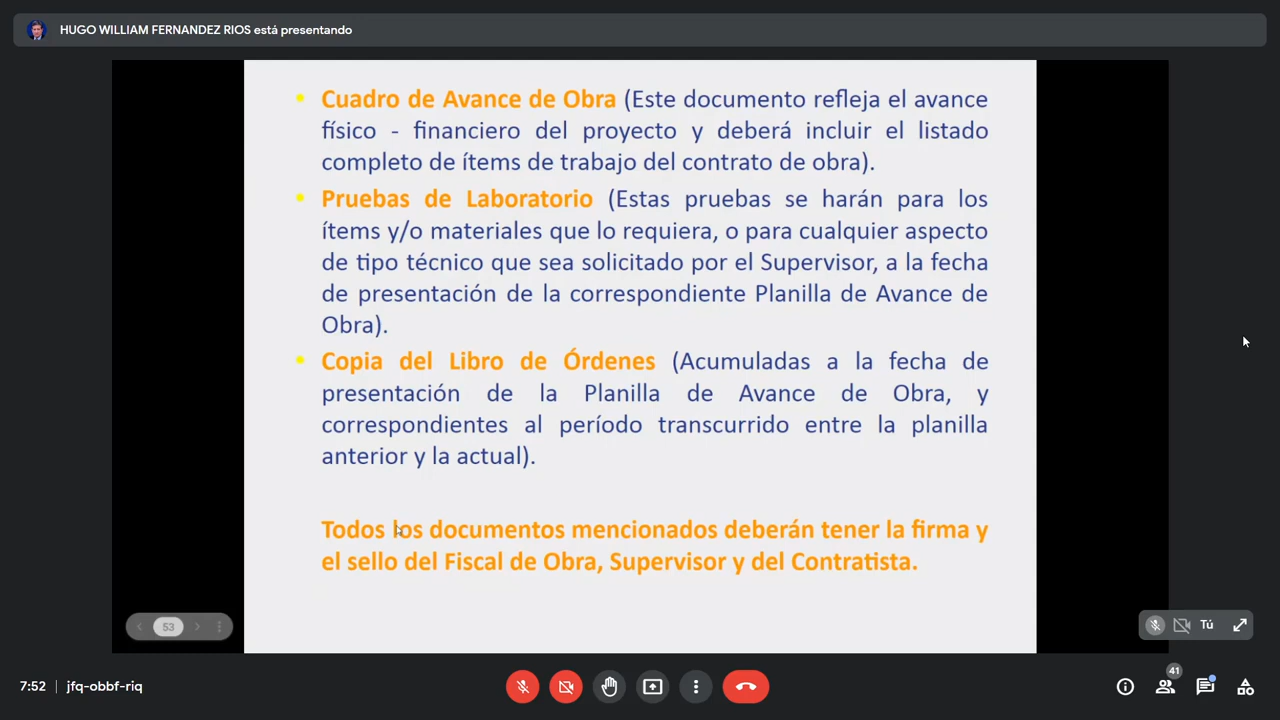 HUGO WILLIAM FERNANDEZ RIOS está presentando
Cuadro de Avance de Obra (Este documento refleja el avance
físico - financiero del proyecto y deberá incluir el listado
completo de ítems de trabajo del contrato de obra).
Pruebas de Laboratorio (Estas pruebas se harán para los
ítems y/o materiales que lo requiera, o para cualquier aspecto
de tipo técnico que sea solicitado por el Supervisor, a la fecha
de presentación de la correspondiente Planilla de Avance de
Obra).
Copia del Libro de Órdenes (Acumuladas a la fecha de
presentación de la Planilla de Avance de Obra, y
correspondientes al período transcurrido entre la planilla
anterior y la actual).
Todos los documentos mencionados deberán tener la firma y
el sello del Fiscal de Obra, Supervisor y del Contratista.
53
Tú
7:52 | jfq-obbf-riq
41